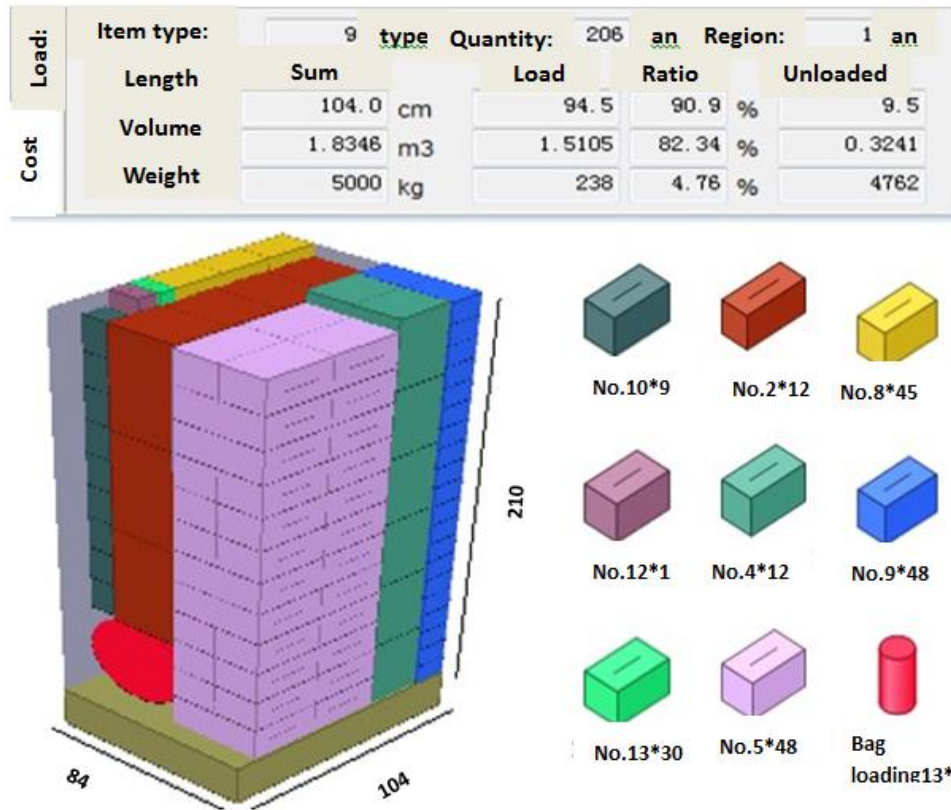 Load:
Cost
Item type: 9 type Quantity: 206 an Region: 1 an
Length Sum Load Ratio Unloaded
104.0 cm 94.5 90.9 % 9.5
Volume 1.8346 m3 1.5105 82.34 % 0.3241
Weight 5000 kg 238 4.76 % 4762
210
84
104
No.10*9 No.2*12 No.8*45
No.12*1 No.4*12 No.9*48
No.13*30 No.5*48 Bag
loading13*